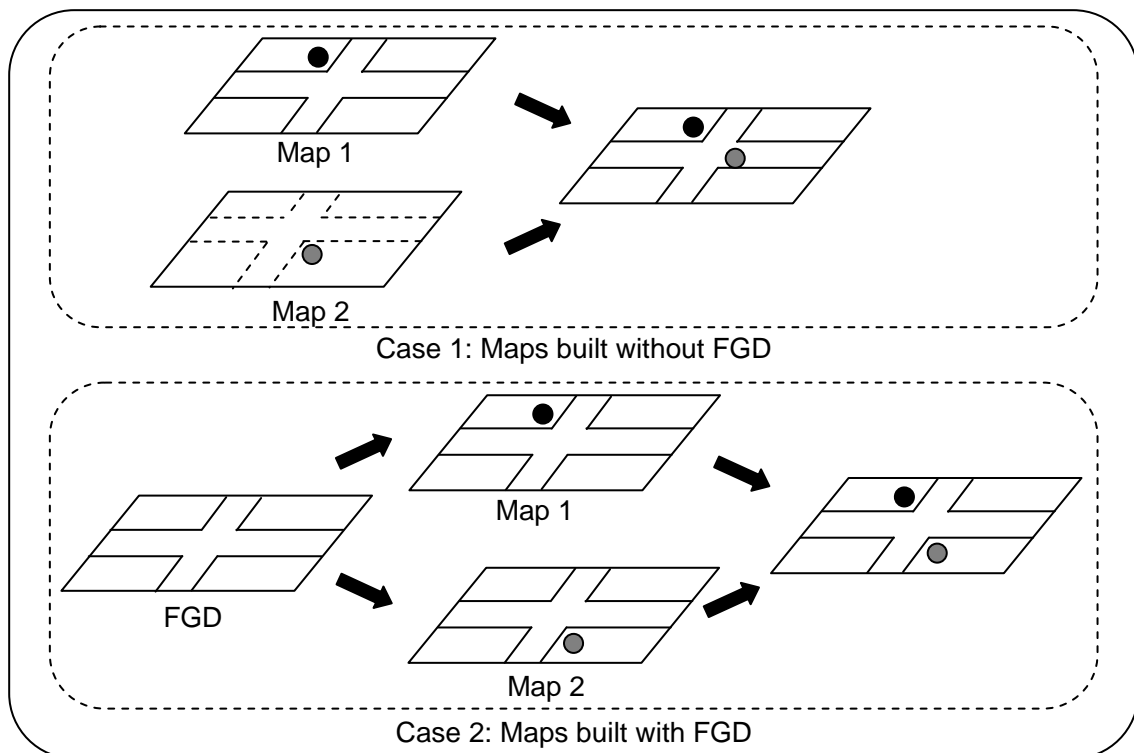 Map 1
Map 2
Case 1: Maps built without FGD
Map 1
FGD
Map 2
Case 2: Maps built with FGD